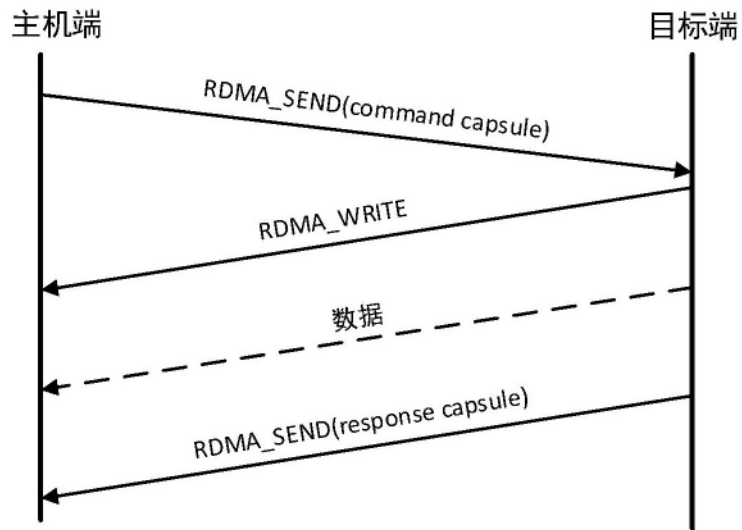 主机端
目标端
RDMA_SEND(command capsule)
RDMA_WRITE
数据
RDMA_SEND(response capsule)